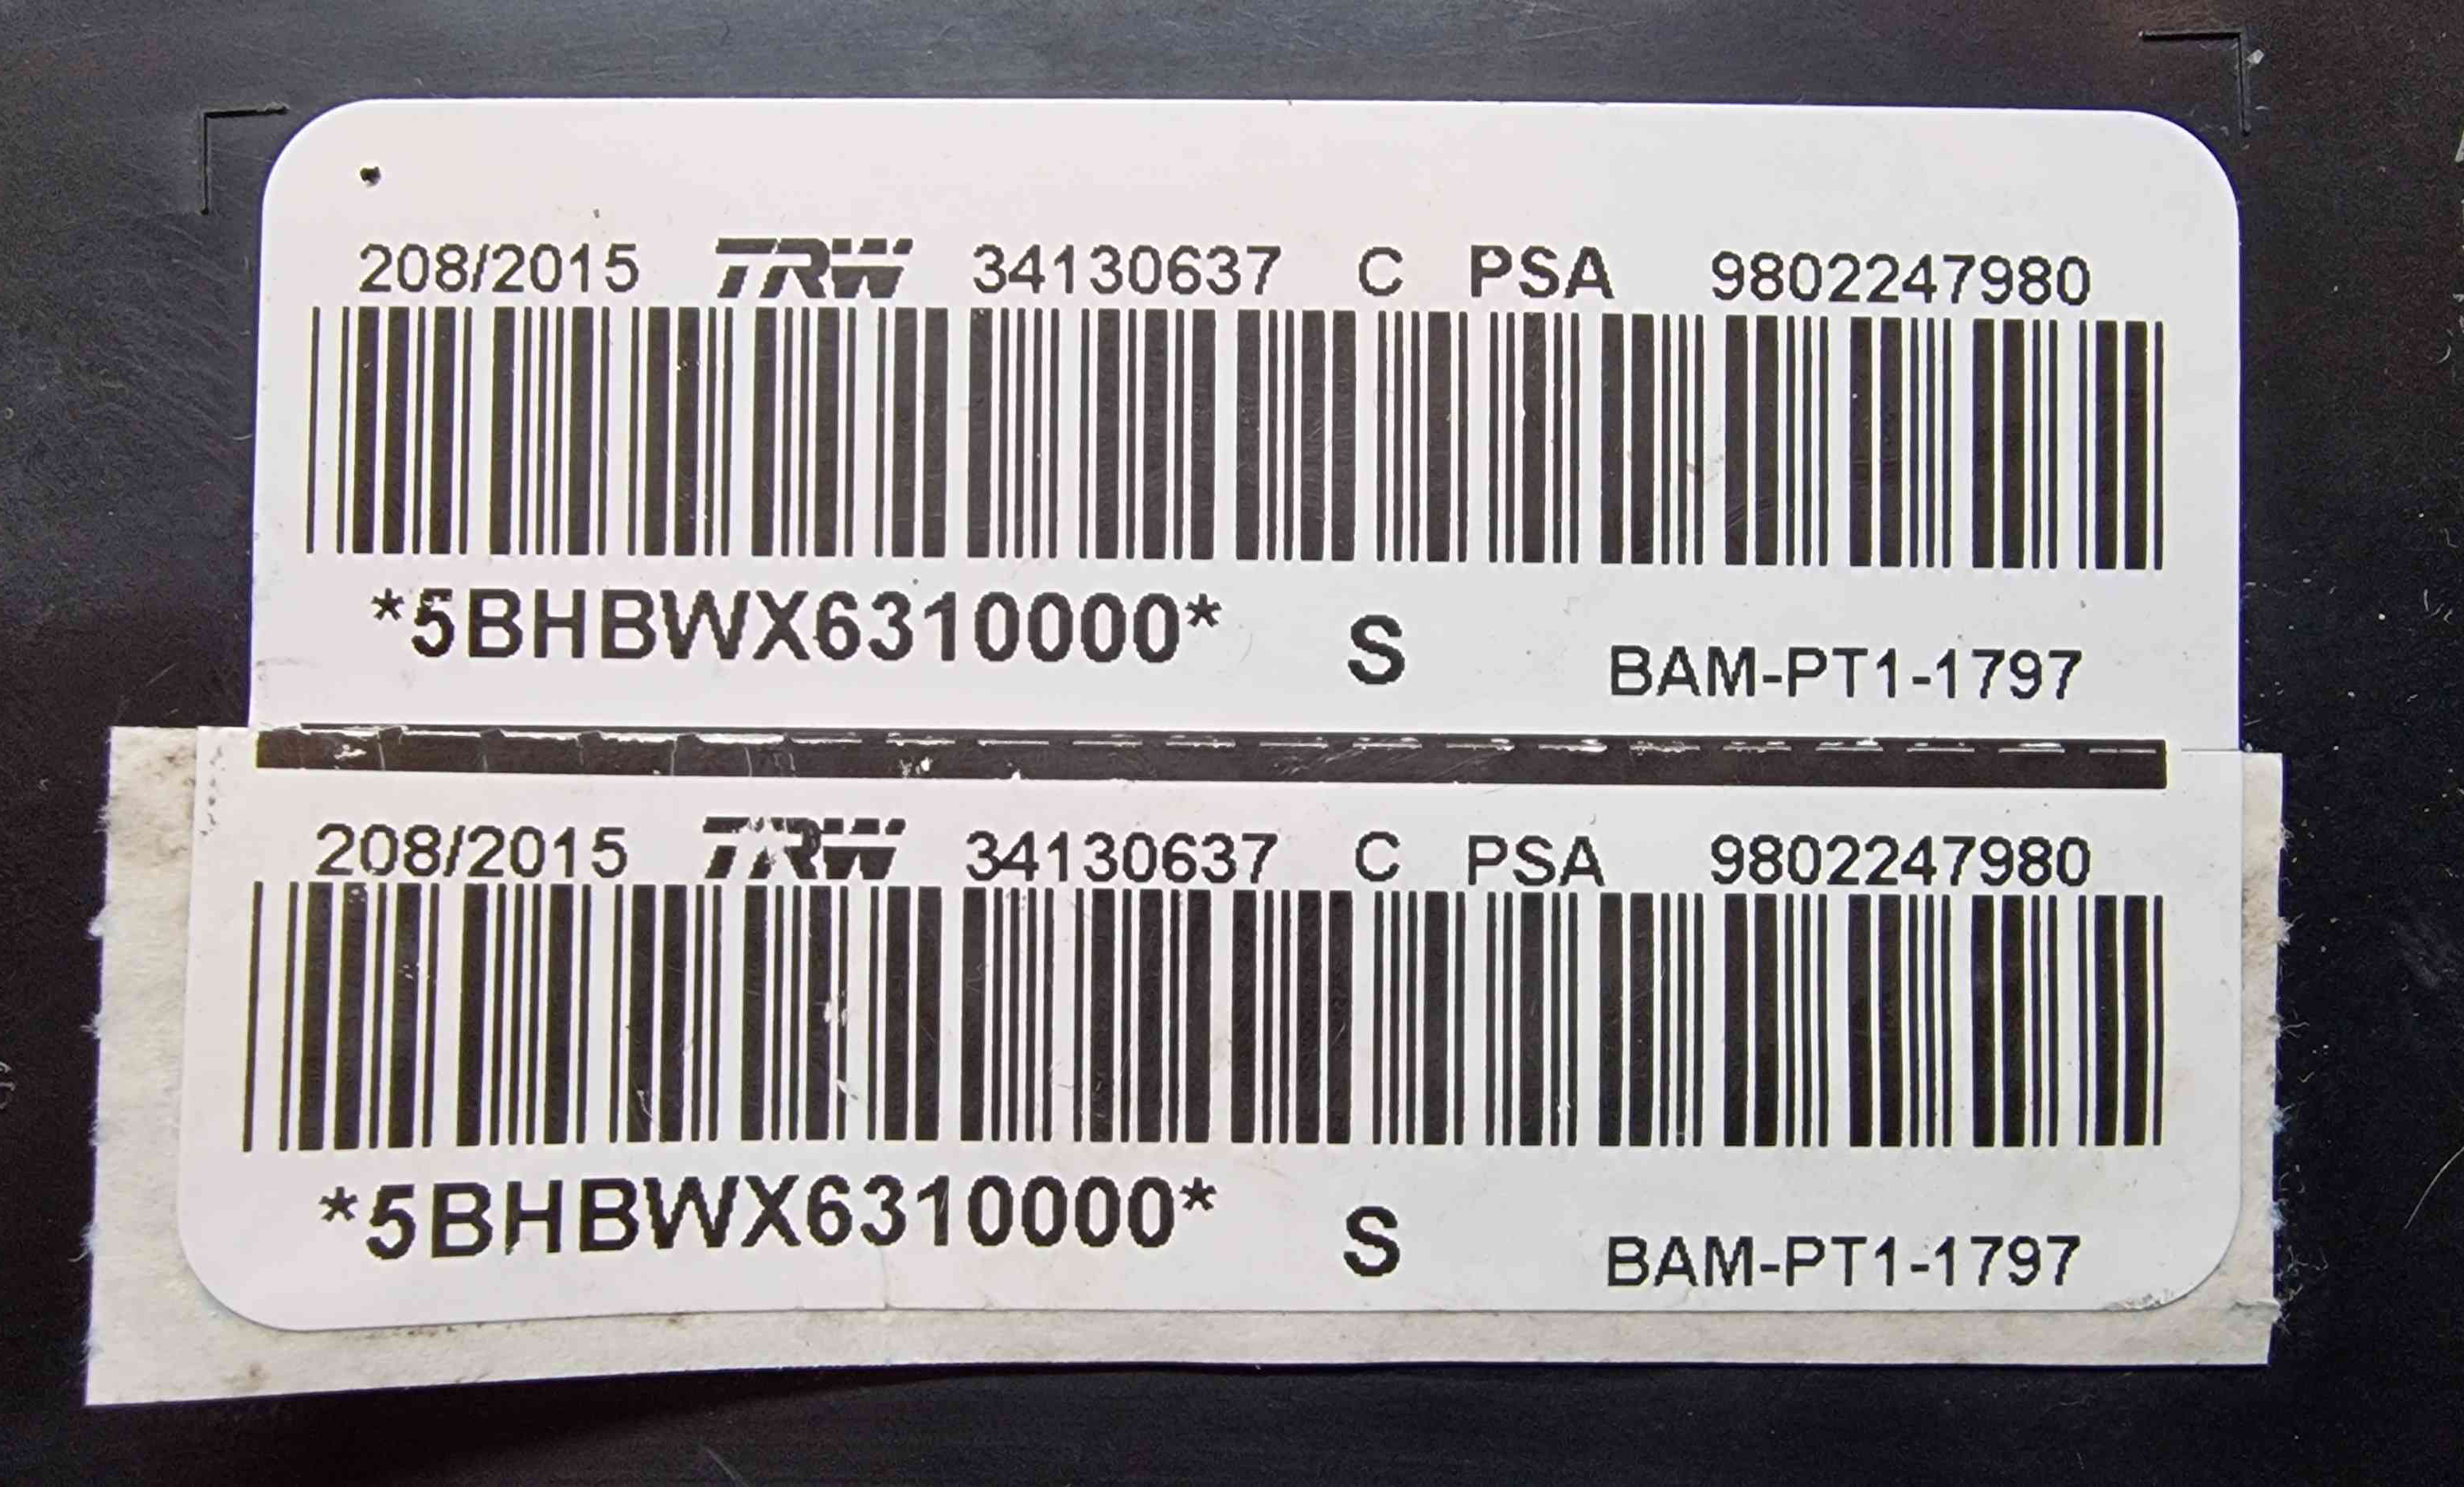 208/2015 TRW 34130637 C PSA 9802247980
*5BHBWX6310000* S BAM-PT1-1797
208/2015 TRW 34130637 C PSA 9802247980
*5BHBWX6310000* S BAM-PT1-1797